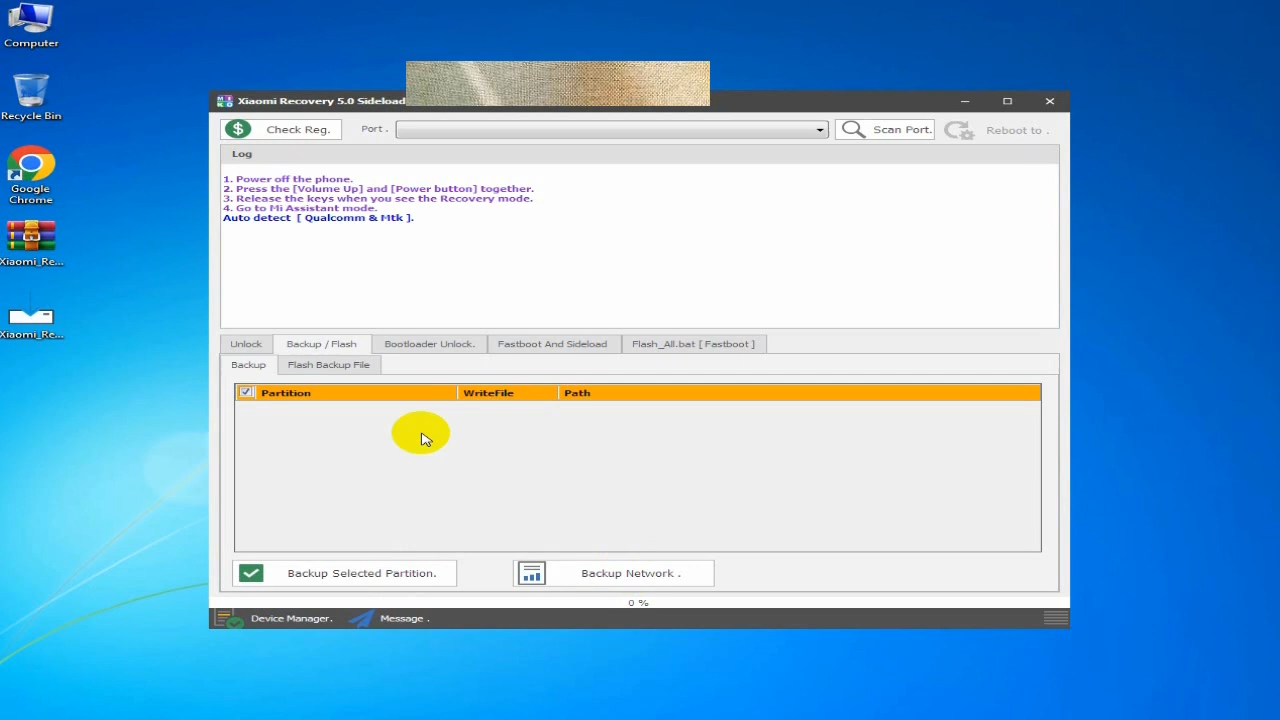 Computer
Recycle Bin
Google
Chrome
Xiaomi_Re...
Xiaomi_Re...
Xiaomi Recovery 5.0 Sideload
$ Check Reg.
Port .
Scan Port.
Reboot to .
Log
1. Power off the phone.
2. Press the [Volume Up] and [Power button] together.
3. Release the keys when you see the Recovery mode.
4. Go to Mi Assistant mode.
Auto detect [ Qualcomm & Mtk ].
Unlock
Backup / Flash
Bootloader Unlock.
Fastboot And Sideload
Flash_All.bat [ Fastboot ]
Backup
Flash Backup File
Partition
WriteFile
Path
Backup Selected Partition.
Backup Network .
0 %
Device Manager.
Message .